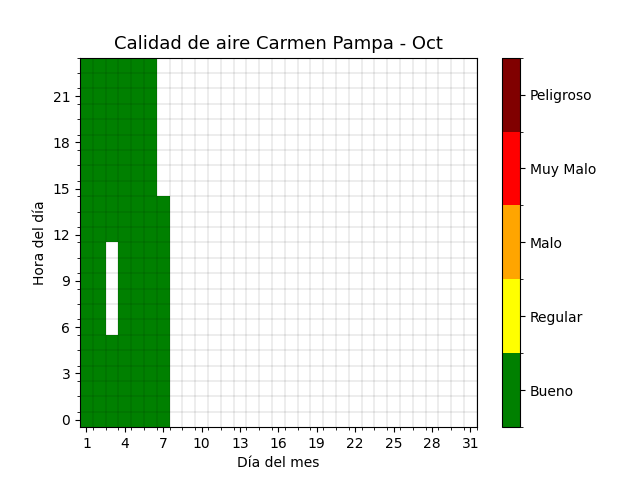 Calidad de aire Carmen Pampa - Oct
Hora del día
21
18
15
12
9
6
3
0
1 4 7 10 13 16 19 22 25 28 31
Día del mes
Peligroso
Muy Malo
Malo
Regular
Bueno